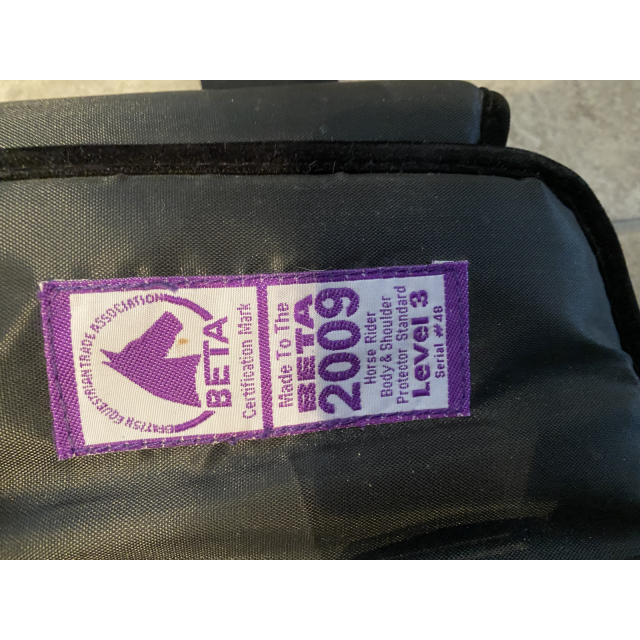 BRITISH EQUESTRIAN TRADE ASSOCIATION
BETA
Certification Mark
Made To The
BETA
2009
Horse Rider
Body & Shoulder
Protector Standard
Level 3
Serial #48